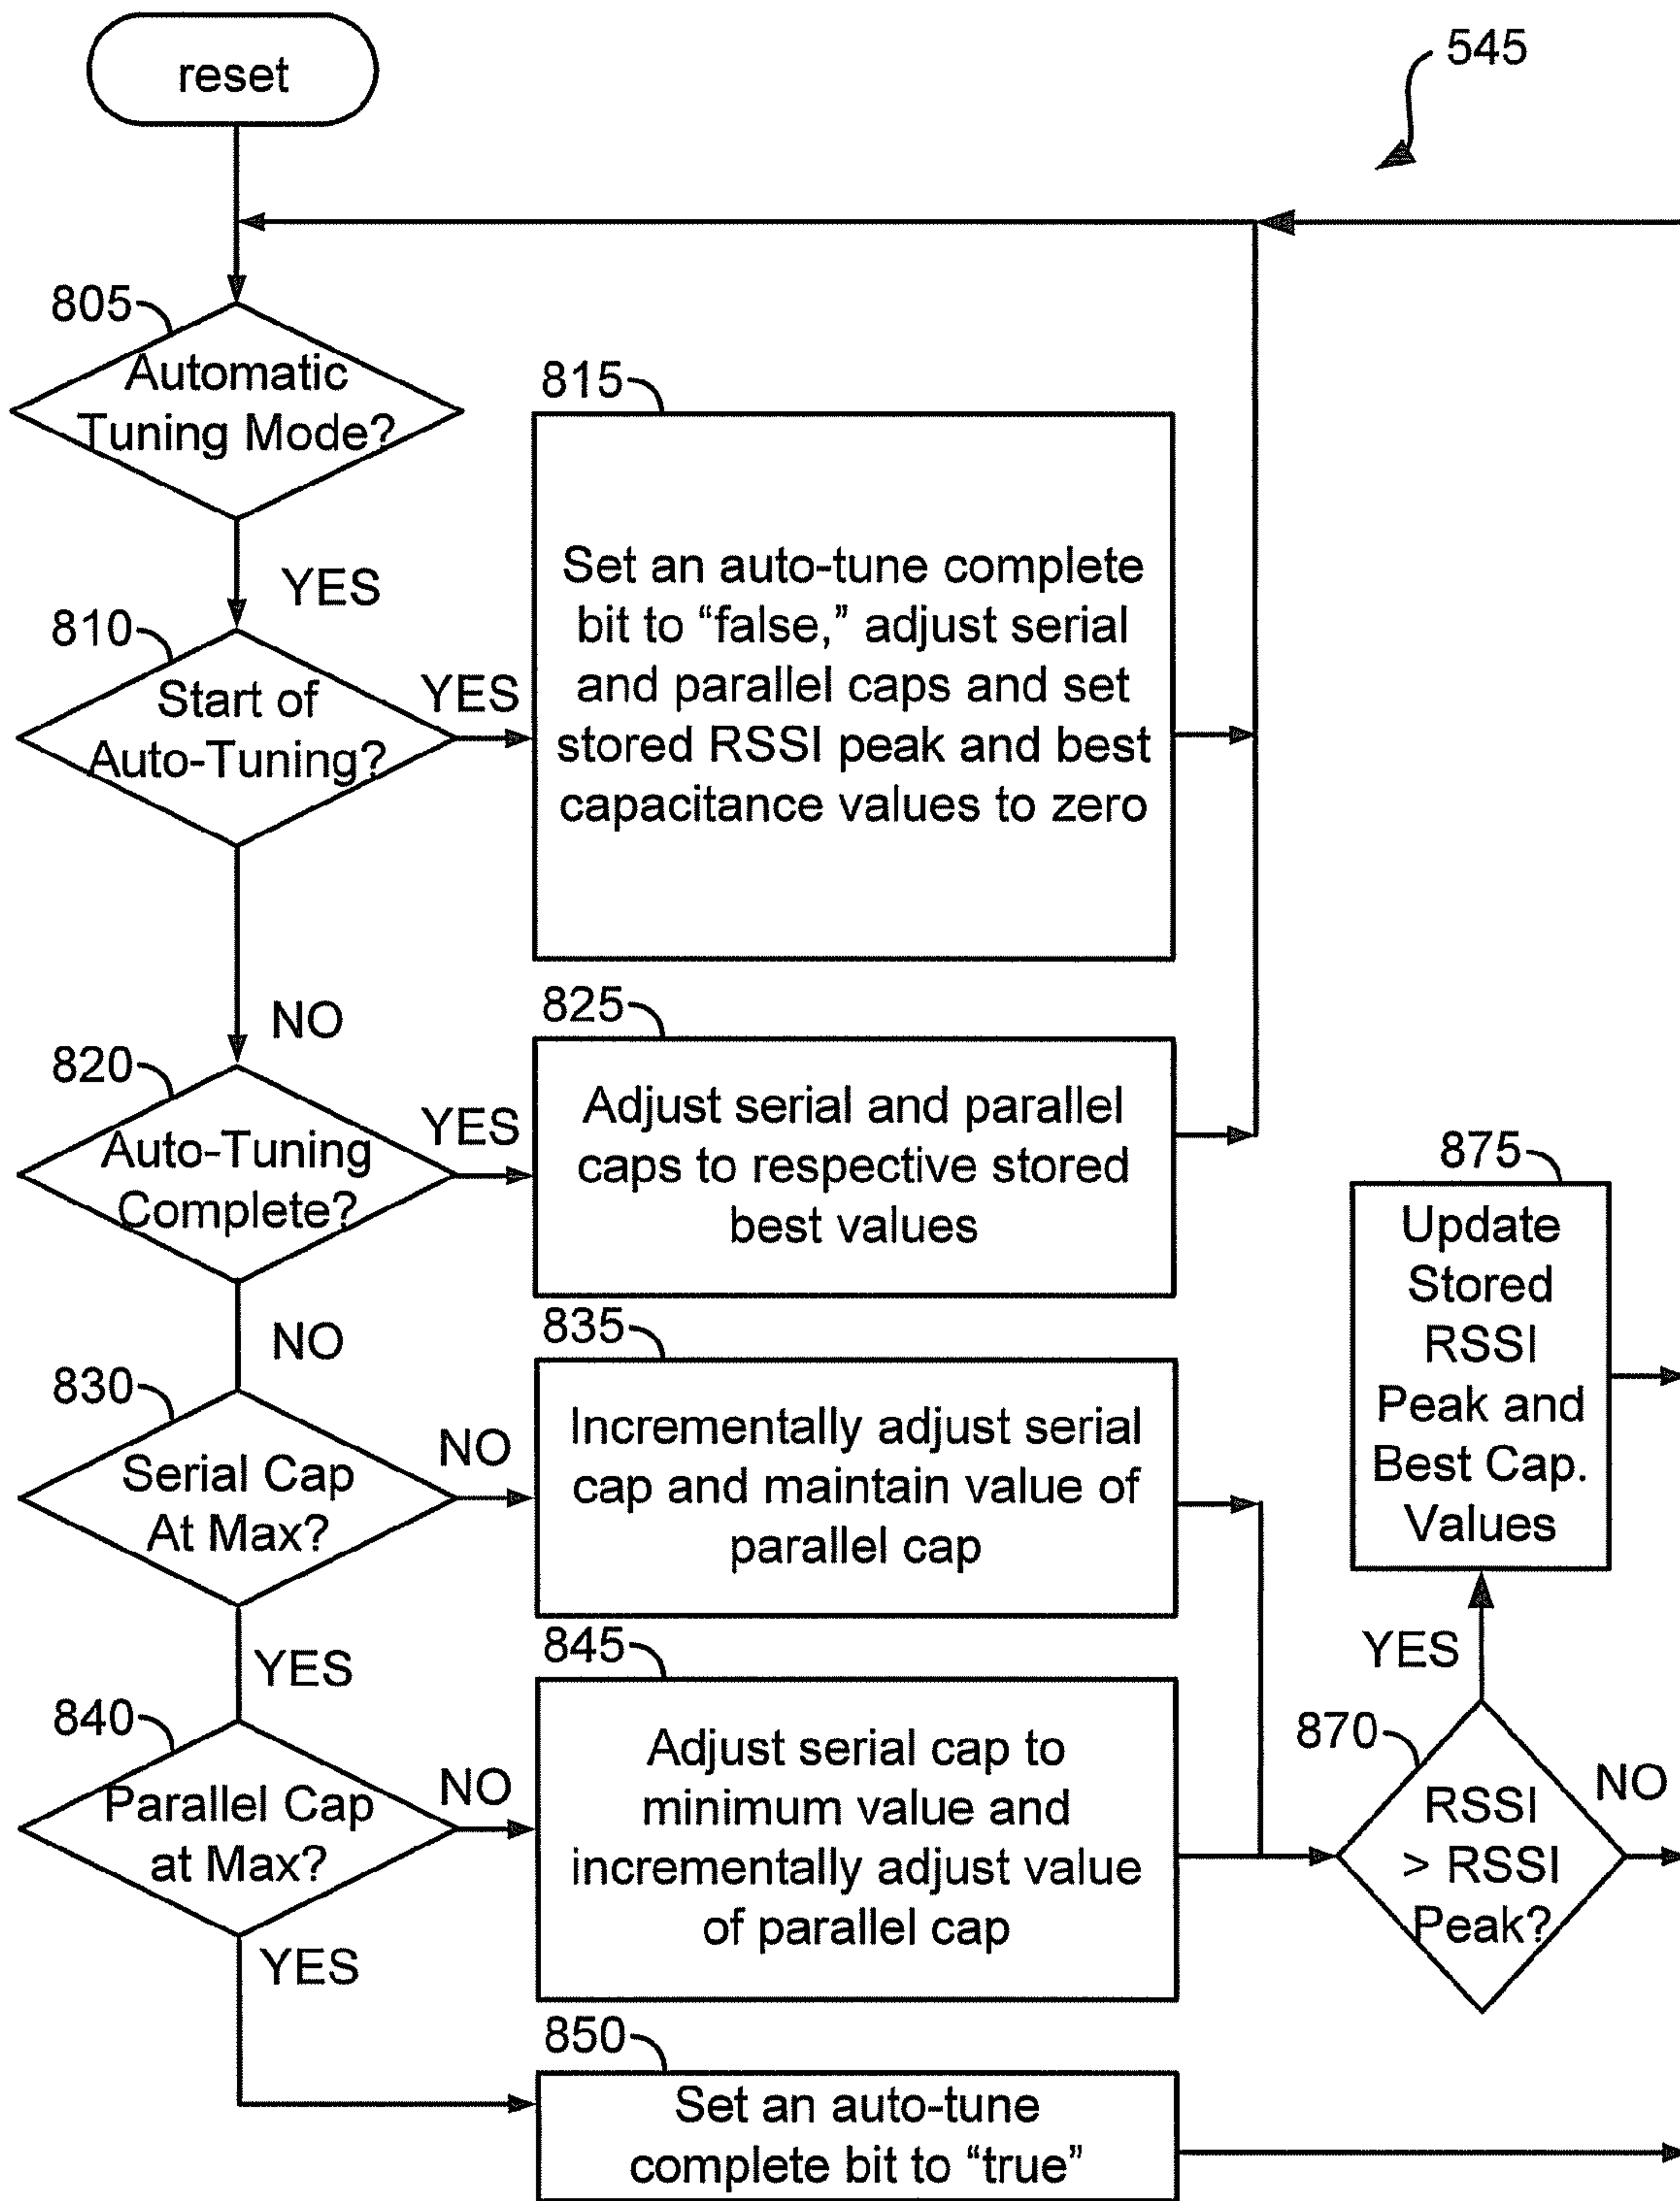 reset
545
805
Automatic
Tuning Mode?
YES
810
Start of
Auto-Tuning?
YES
815
Set an auto-tune complete
bit to “false,” adjust serial
and parallel caps and set
stored RSSI peak and best
capacitance values to zero
NO
820
Auto-Tuning
Complete?
YES
825
Adjust serial and parallel
caps to respective stored
best values
NO
830
Serial Cap
At Max?
NO
835
Incrementally adjust serial
cap and maintain value of
parallel cap
YES
840
Parallel Cap
at Max?
NO
845
Adjust serial cap to
minimum value and
incrementally adjust value
of parallel cap
YES
850
Set an auto-tune
complete bit to “true”
870
RSSI
> RSSI
Peak?
NO
YES
875
Update
Stored
RSSI
Peak and
Best Cap.
Values